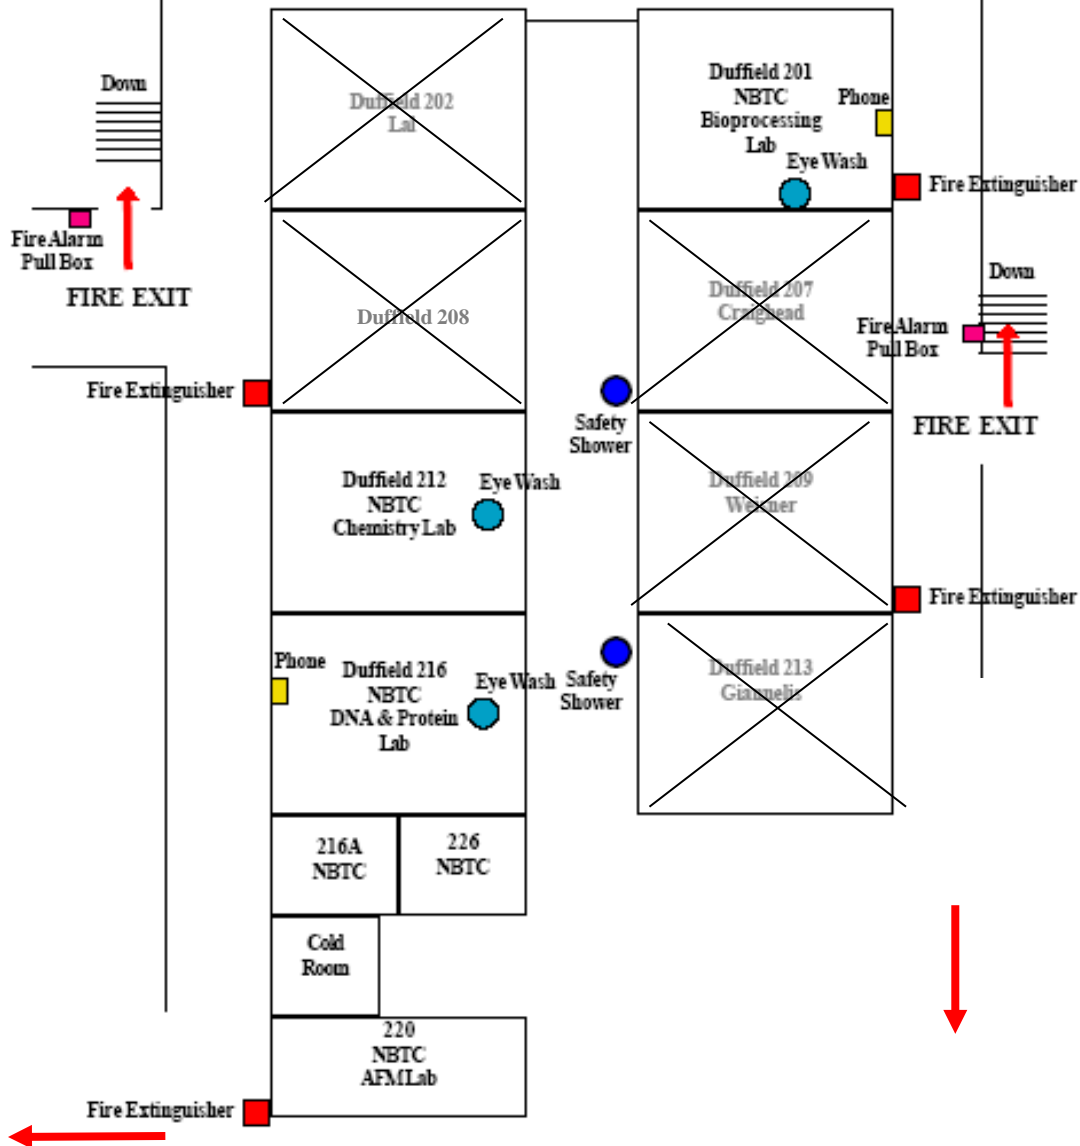 Down
Fire Alarm
Pull Box
FIRE EXIT
Duffield 202
Lal
Duffield 201
NBTC
Bioprocessing
Lab
Phone
Eye Wash
Fire Extinguisher
Duffield 208
Duffield 207
Craighead
Down
Fire Alarm
Pull Box
FIRE EXIT
Fire Extinguisher
Safety
Shower
Duffield 212
NBTC
Chemistry Lab
Eye Wash
Duffield 209
Weisner
Fire Extinguisher
Phone
Duffield 216
NBTC
DNA & Protein
Lab
Eye Wash
Safety
Shower
Duffield 213
Giannelis
216A
NBTC
226
NBTC
Cold
Room
220
NBTC
AFM Lab
Fire Extinguisher